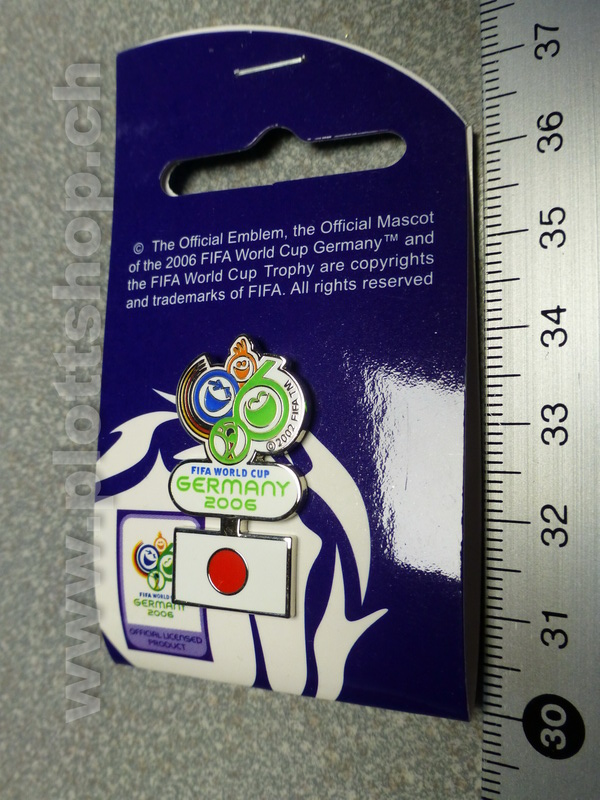 © The Official Emblem, the Official Mascot
of the 2006 FIFA World Cup Germany™ and
the FIFA World Cup Trophy are copyrights
and trademarks of FIFA. All rights reserved
© 2002 FIFA TM
FIFA WORLD CUP
GERMANY
2006
FIFA WORLD CUP
GERMANY
2006
OFFICIAL LICENSED
PRODUCT
37
36
35
34
33
32
31
30
www.plottshop.ch